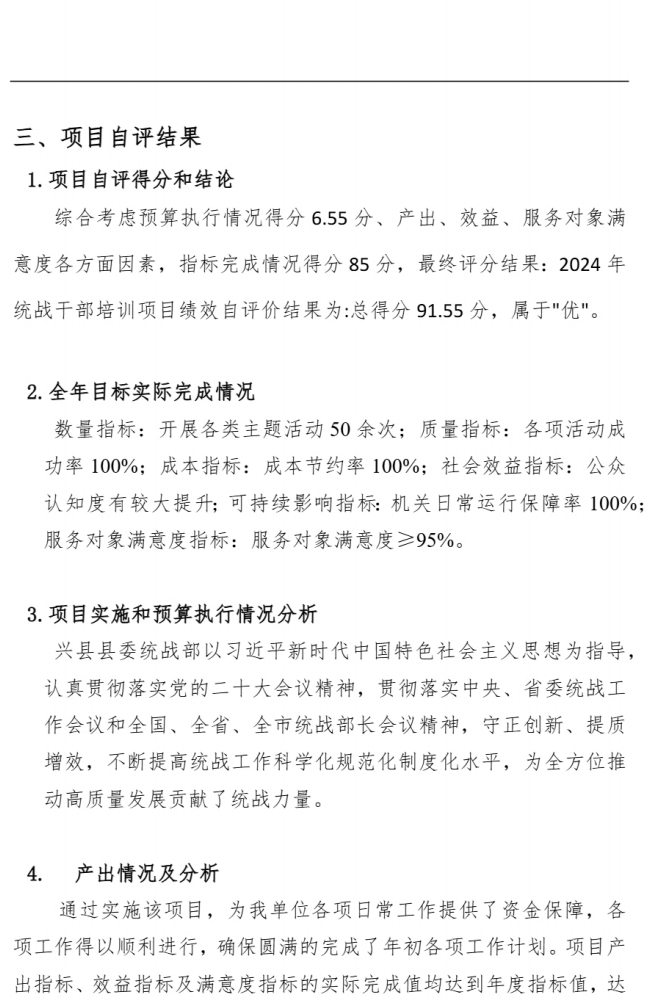 三、项目自评结果
1.项目自评得分和结论
综合考虑预算执行情况得分 6.55 分、产出、效益、服务对象满
意度各方面因素，指标完成情况得分 85 分，最终评分结果：2024 年
统战干部培训项目绩效自评价结果为:总得分 91.55 分，属于"优"。
2.全年目标实际完成情况
数量指标：开展各类主题活动 50 余次；质量指标：各项活动成
功率 100%；成本指标：成本节约率 100%；社会效益指标：公众
认知度有较大提升；可持续影响指标：机关日常运行保障率 100%；
服务对象满意度指标：服务对象满意度≥95%。
3.项目实施和预算执行情况分析
兴县县委统战部以习近平新时代中国特色社会主义思想为指导，
认真贯彻落实党的二十大会议精神，贯彻落实中央、省委统战工
作会议和全国、全省、全市统战部长会议精神，守正创新、提质
增效，不断提高统战工作科学化规范化制度化水平，为全方位推
动高质量发展贡献了统战力量。
4. 产出情况及分析
通过实施该项目，为我单位各项日常工作提供了资金保障，各
项工作得以顺利进行，确保圆满的完成了年初各项工作计划。项目产
出指标、效益指标及满意度指标的实际完成值均达到年度指标值，达